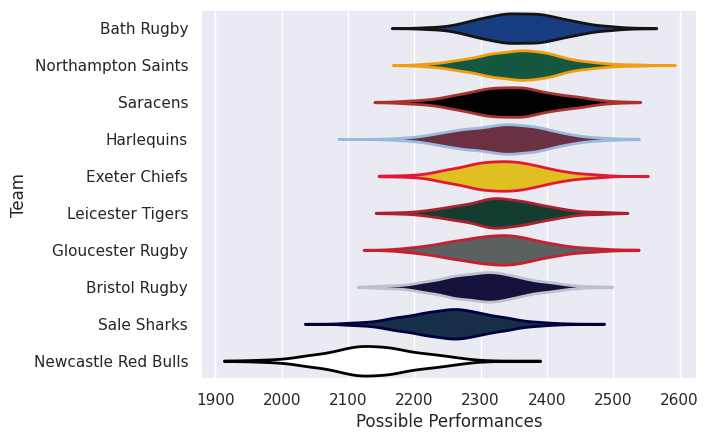 Bath Rugby
Northampton Saints
Saracens
Harlequins
Exeter Chiefs
Leicester Tigers
Gloucester Rugby
Bristol Rugby
Sale Sharks
Newcastle Red Bulls
Team
1900 2000 2100 2200 2300 2400 2500 2600
Possible Performances